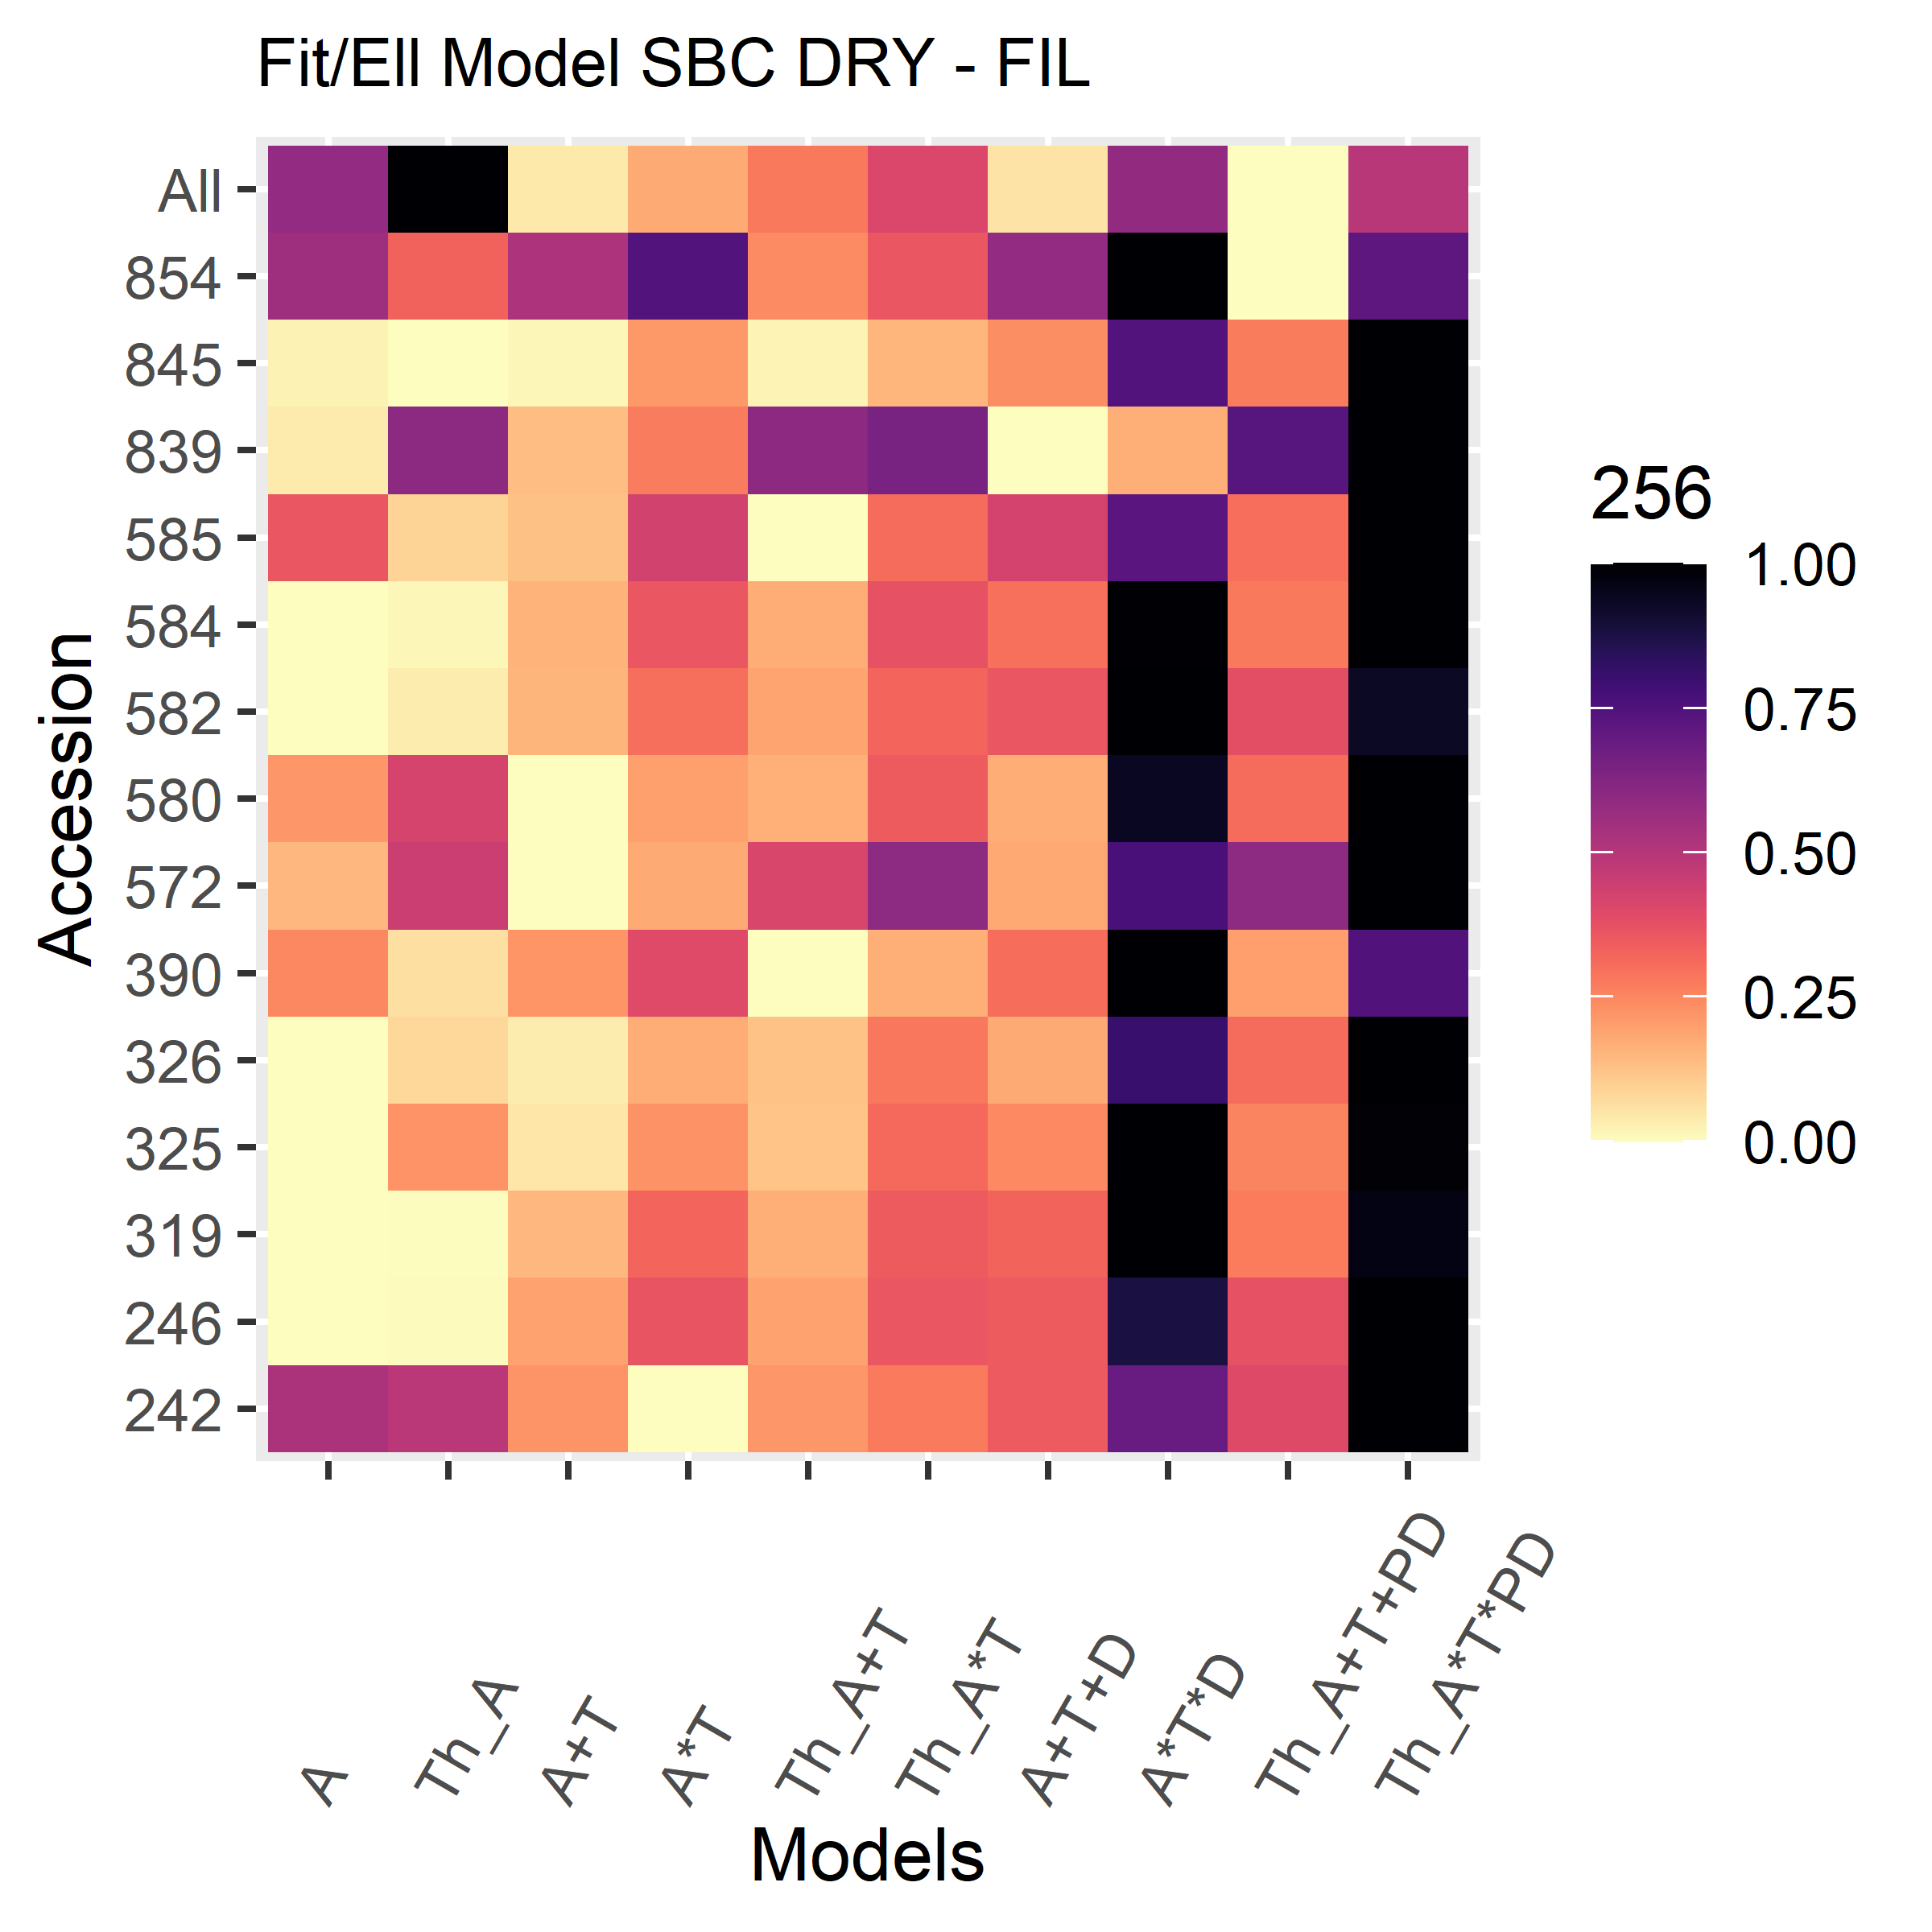 Fit/Ell Model SBC DRY - FIL
Accession
All
854
845
839
585
584
582
580
572
390
326
325
319
246
242
256
1.00
0.75
0.50
0.25
0.00
A
Th_A
A+T
A*T
Th_A+T
Th_A*T
A+T+D
A*T*D
Th_A+T+PD
Th_A*T*PD
Models